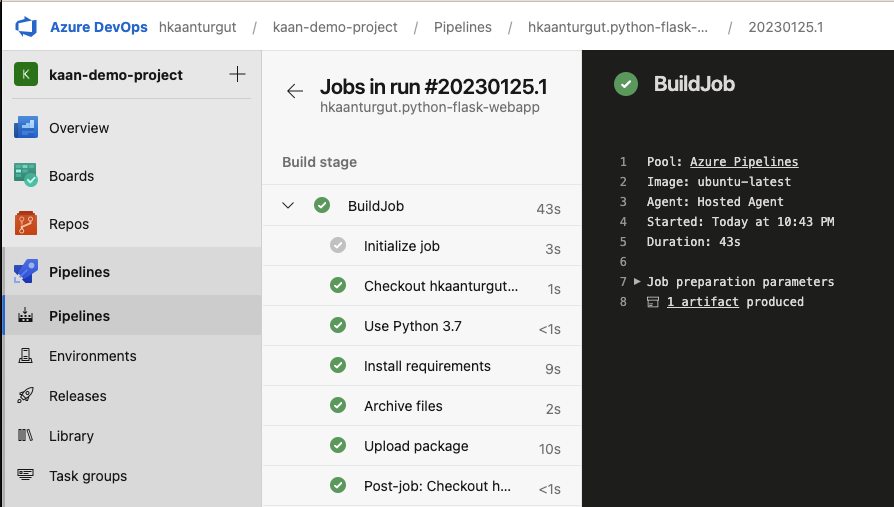 Azure DevOps hkaanturgut / kaan-demo-project / Pipelines / hkaanturgut.python-flask-... / 20230125.1
K kaan-demo-project
Overview
Boards
Repos
Pipelines
Pipelines
Environments
Releases
Library
Task groups
Jobs in run #20230125.1
hkaanturgut.python-flask-webapp
Build stage
BuildJob 43s
Initialize job 3s
Checkout hkaanturgut... 1s
Use Python 3.7 <1s
Install requirements 9s
Archive files 2s
Upload package 10s
Post-job: Checkout h... <1s
BuildJob
1 Pool: Azure Pipelines
2 Image: ubuntu-latest
3 Agent: Hosted Agent
4 Started: Today at 10:43 PM
5 Duration: 43s
6
7 Job preparation parameters
8 1 artifact produced